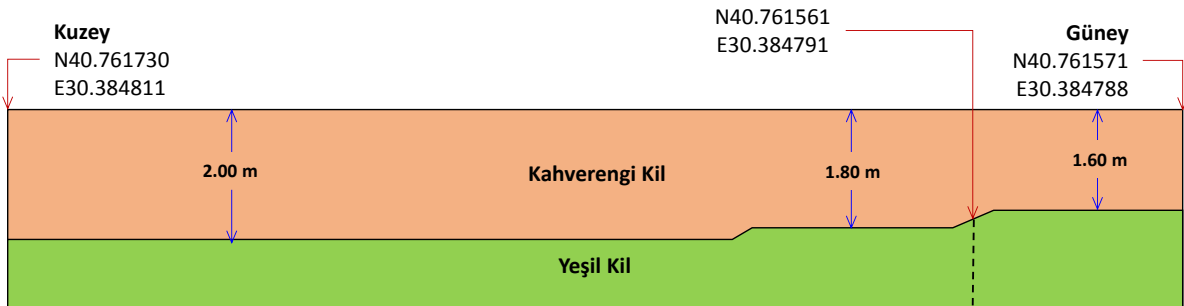 Kuzey
N40.761730
E30.384811
N40.761561
E30.384791
Güney
N40.761571
E30.384788
2.00 m
Kahverengi Kil
1.80 m
1.60 m
Yeşil Kil